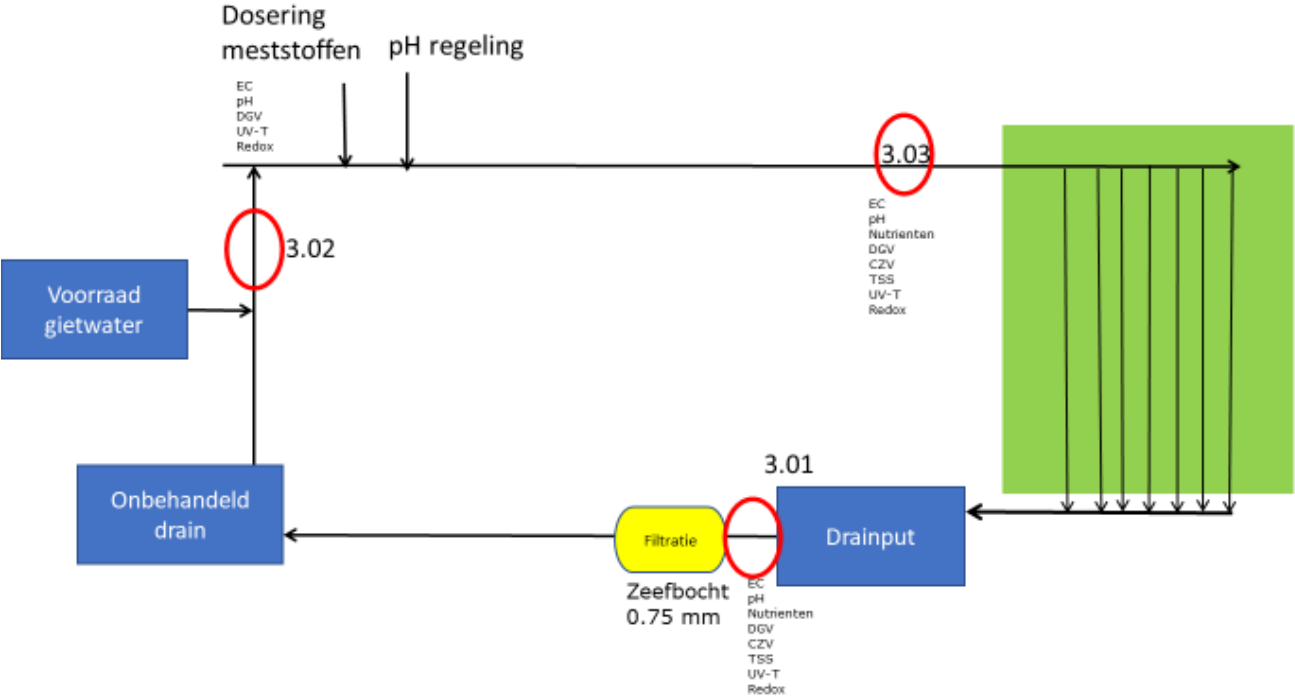 Dosering
meststoffen
pH regeling
EC
pH
DGV
UV-T
Redox
3.03
EC
pH
Nutrienten
DGV
CZV
TSS
UV-T
Redox
3.02
Voorraad
gietwater
3.01
Onbehandeld
drain
Filtratie
Drainput
Zeefbocht
0.75 mm
EC
pH
Nutrienten
DGV
CZV
TSS
UV-T
Redox